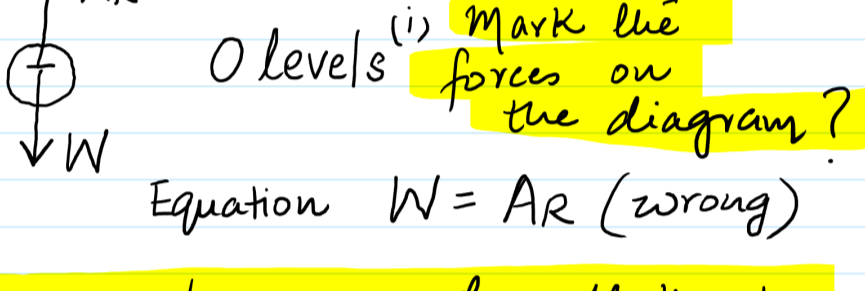 (i) Mark the
O levels forces on
the diagram?
W
Equation W = AR (wrong)